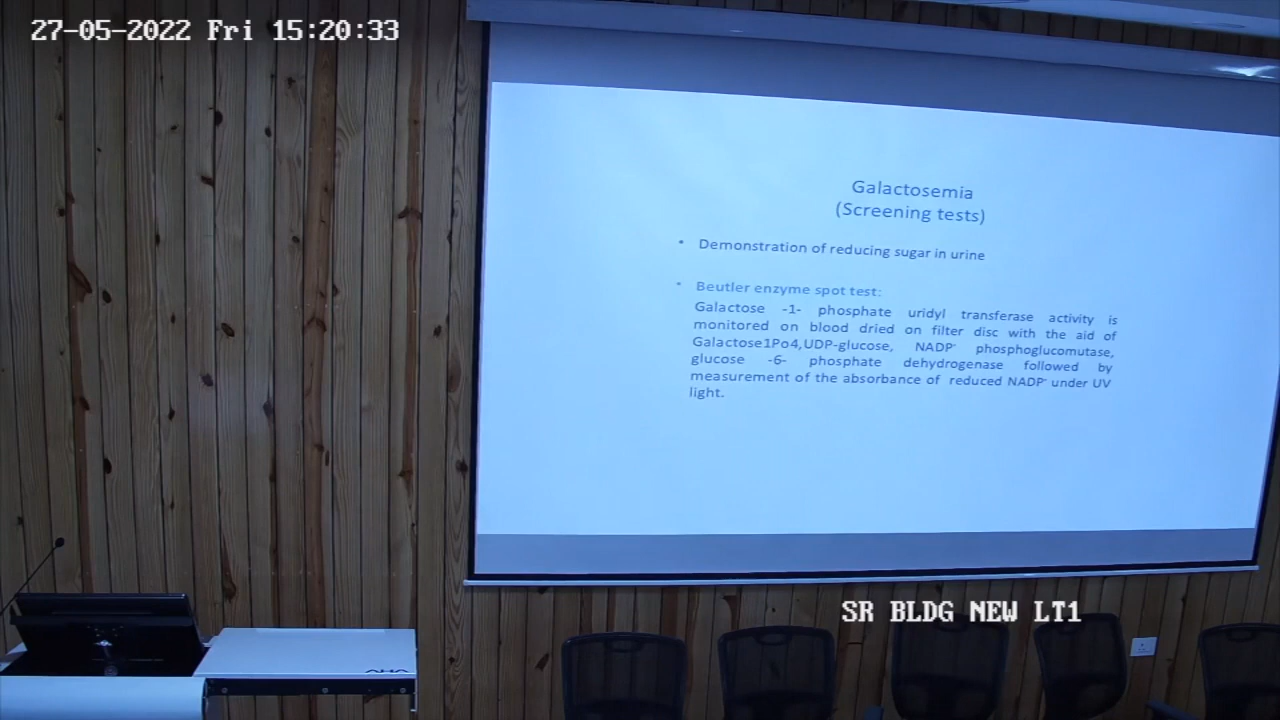 27-05-2022 Fri 15:20:33
Galactosemia
(Screening tests)
• Demonstration of reducing sugar in urine
• Beutler enzyme spot test:
Galactose -1- phosphate uridyl transferase activity is
monitored on blood dried on filter disc with the aid of
Galactose1Po4,UDP-glucose, NADP⁺ phosphoglucomutase,
glucose -6- phosphate dehydrogenase followed by
measurement of the absorbance of reduced NADP⁺ under UV
light.
SR BLDG NEW LT1